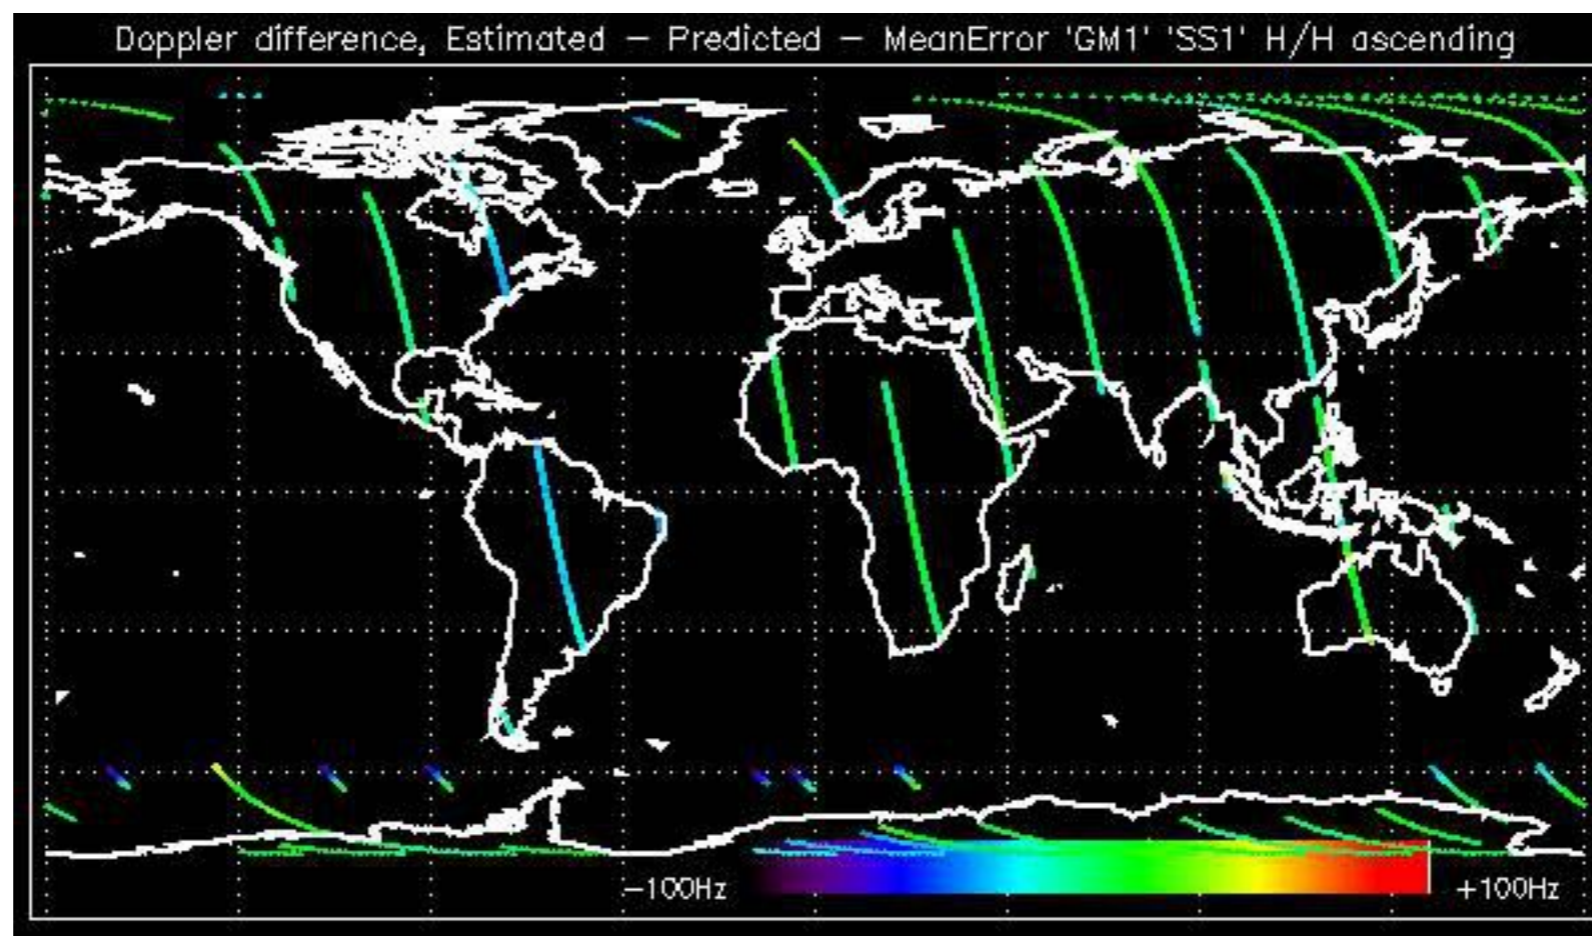 Doppler difference, Estimated – Predicted – MeanError 'GM1' 'SS1' H/H ascending
–100Hz
+100Hz